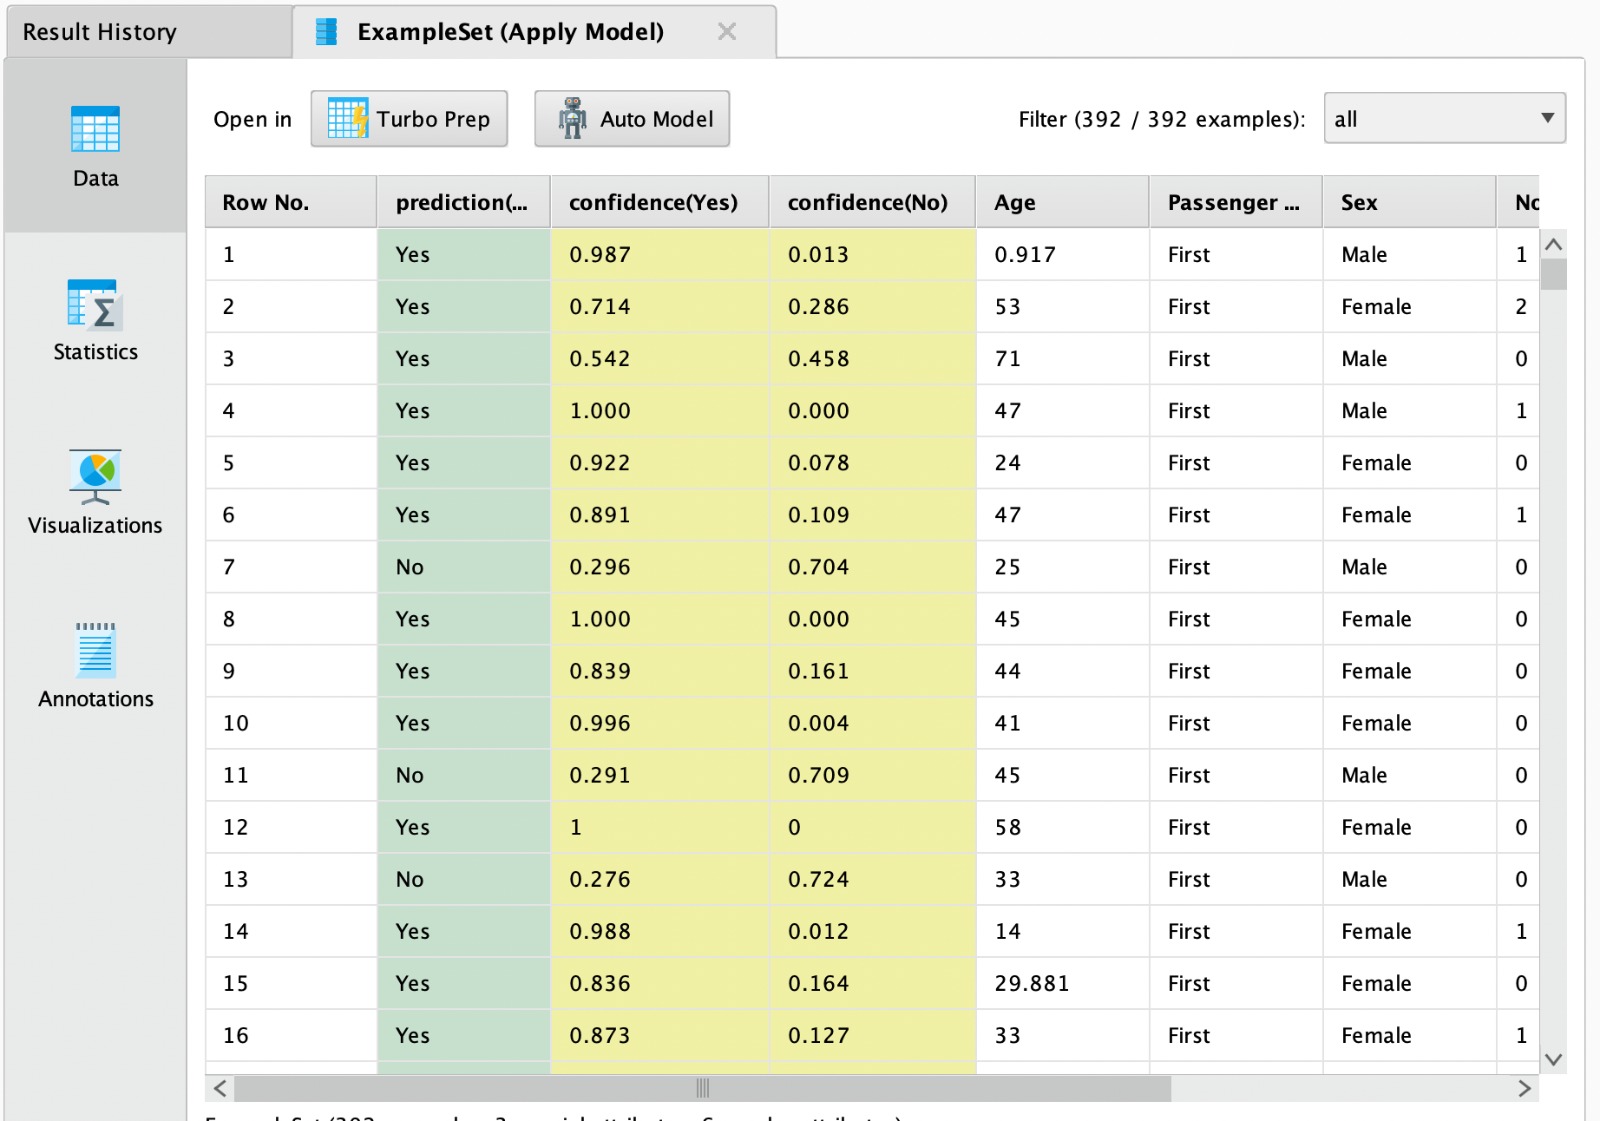 Result History
ExampleSet (Apply Model)
Open in Turbo Prep Auto Model Filter (392 / 392 examples): all
Data
Statistics
Visualizations
Annotations
Row No. prediction(... confidence(Yes) confidence(No) Age Passenger ... Sex No
1 Yes 0.987 0.013 0.917 First Male 1
2 Yes 0.714 0.286 53 First Female 2
3 Yes 0.542 0.458 71 First Male 0
4 Yes 1.000 0.000 47 First Male 1
5 Yes 0.922 0.078 24 First Female 0
6 Yes 0.891 0.109 47 First Female 1
7 No 0.296 0.704 25 First Male 0
8 Yes 1.000 0.000 45 First Female 0
9 Yes 0.839 0.161 44 First Female 0
10 Yes 0.996 0.004 41 First Female 0
11 No 0.291 0.709 45 First Male 0
12 Yes 1 0 58 First Female 0
13 No 0.276 0.724 33 First Male 0
14 Yes 0.988 0.012 14 First Female 1
15 Yes 0.836 0.164 29.881 First Female 0
16 Yes 0.873 0.127 33 First Female 1